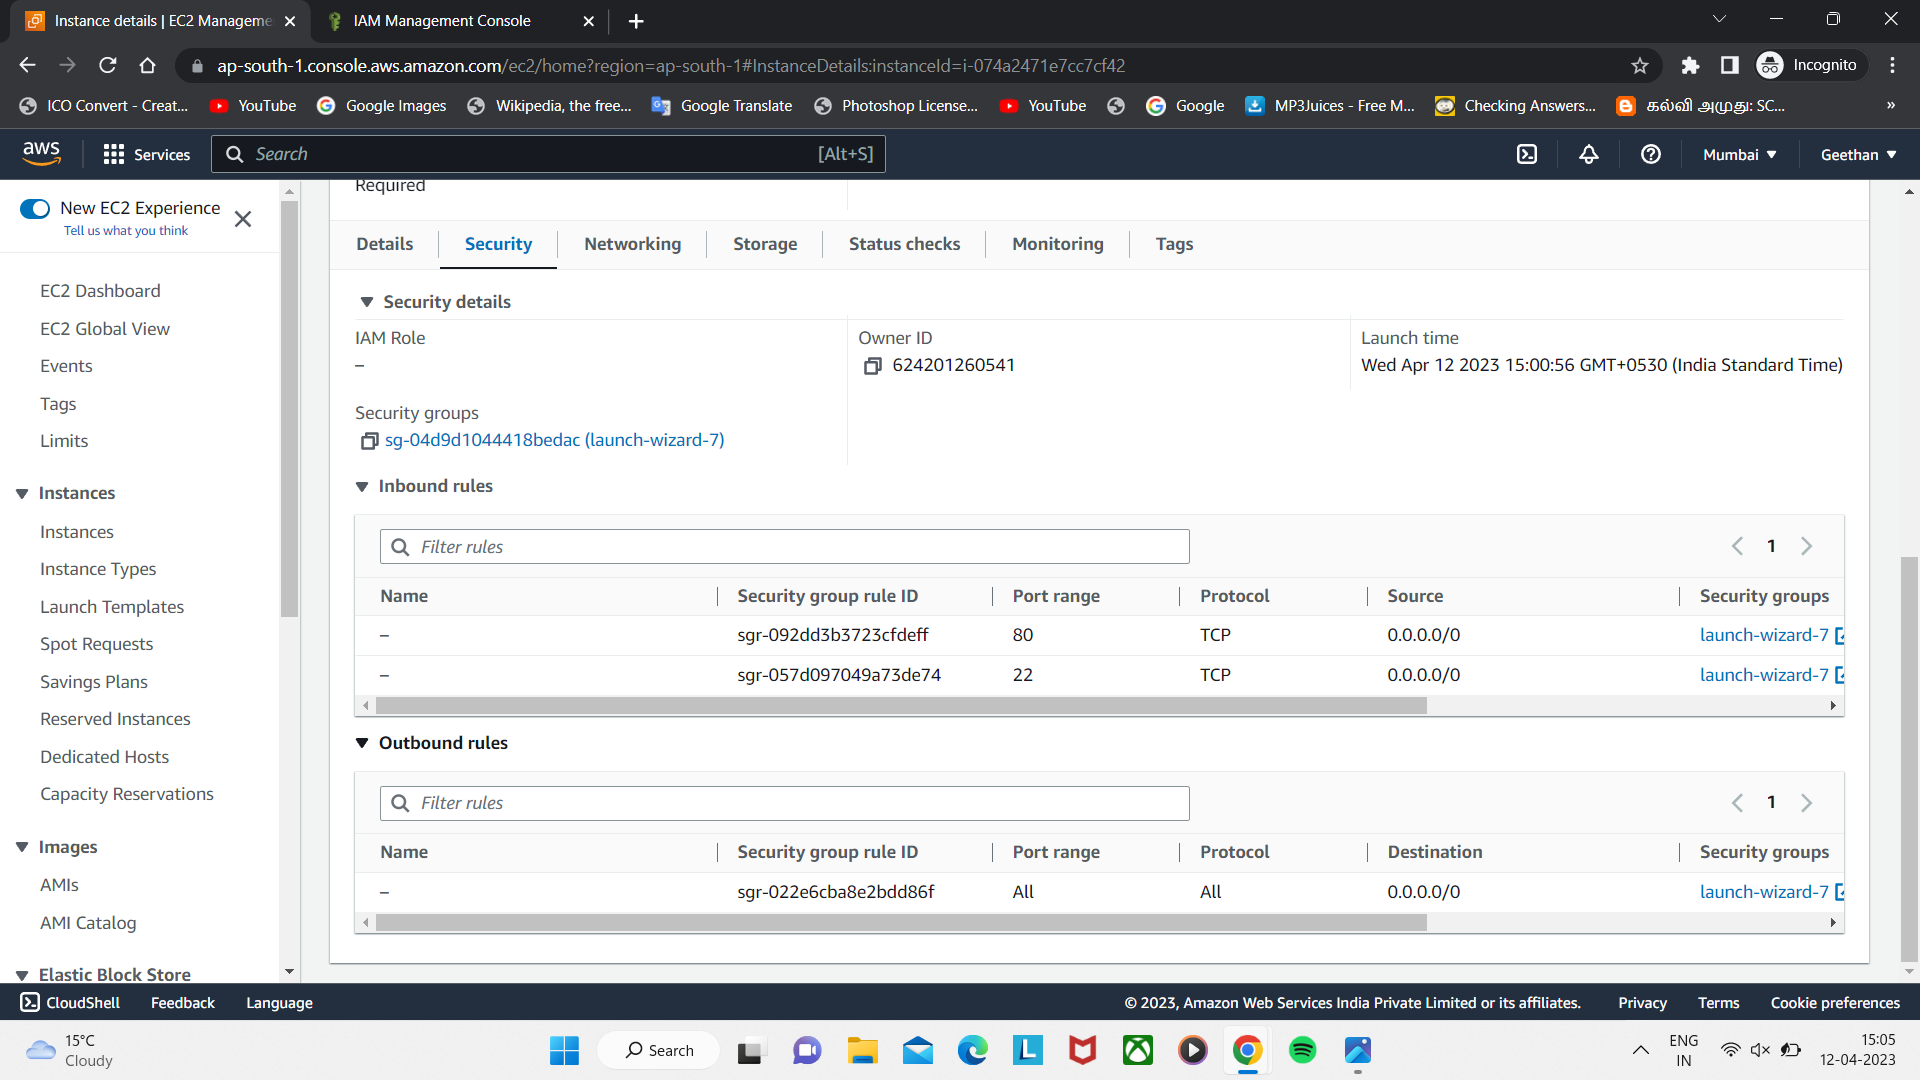 Instance details | EC2 Manageme
IAM Management Console
ap-south-1.console.aws.amazon.com/ec2/home?region=ap-south-1#InstanceDetails:instanceId=i-074a2471e7cc7cf42
Incognito
ICO Convert - Creat...
YouTube
Google Images
Wikipedia, the free...
Google Translate
Photoshop License...
YouTube
Google
MP3Juices - Free M...
Checking Answers...
கல்வி அமுது: SC...
»
aws
Services
Search
[Alt+S]
Mumbai
Geethan
New EC2 Experience
Tell us what you think
EC2 Dashboard
EC2 Global View
Events
Tags
Limits
Instances
Instances
Instance Types
Launch Templates
Spot Requests
Savings Plans
Reserved Instances
Dedicated Hosts
Capacity Reservations
Images
AMIs
AMI Catalog
Elastic Block Store
Required
Details
Security
Networking
Storage
Status checks
Monitoring
Tags
Security details
IAM Role
–
Owner ID
624201260541
Launch time
Wed Apr 12 2023 15:00:56 GMT+0530 (India Standard Time)
Security groups
sg-04d9d1044418bedac (launch-wizard-7)
Inbound rules
Filter rules
1
Name Security group rule ID Port range Protocol Source Security groups
– sgr-092dd3b3723cfdeff 80 TCP 0.0.0.0/0 launch-wizard-7
– sgr-057d097049a73de74 22 TCP 0.0.0.0/0 launch-wizard-7
Outbound rules
Filter rules
1
Name Security group rule ID Port range Protocol Destination Security groups
– sgr-022e6cba8e2bdd86f All All 0.0.0.0/0 launch-wizard-7
CloudShell
Feedback
Language
© 2023, Amazon Web Services India Private Limited or its affiliates.
Privacy
Terms
Cookie preferences
15°C
Cloudy
Search
ENG
IN
15:05
12-04-2023